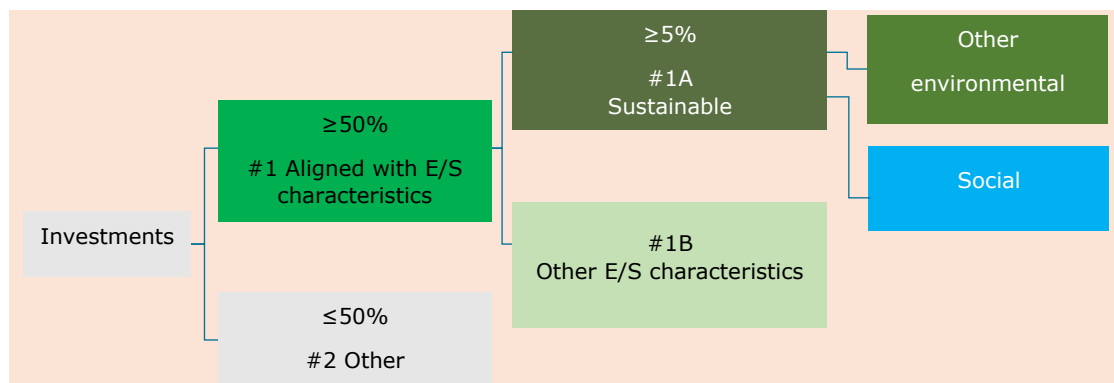 Investments
≥50%
#1 Aligned with E/S
characteristics
≤50%
#2 Other
≥5%
#1A
Sustainable
#1B
Other E/S characteristics
Other
environmental
Social